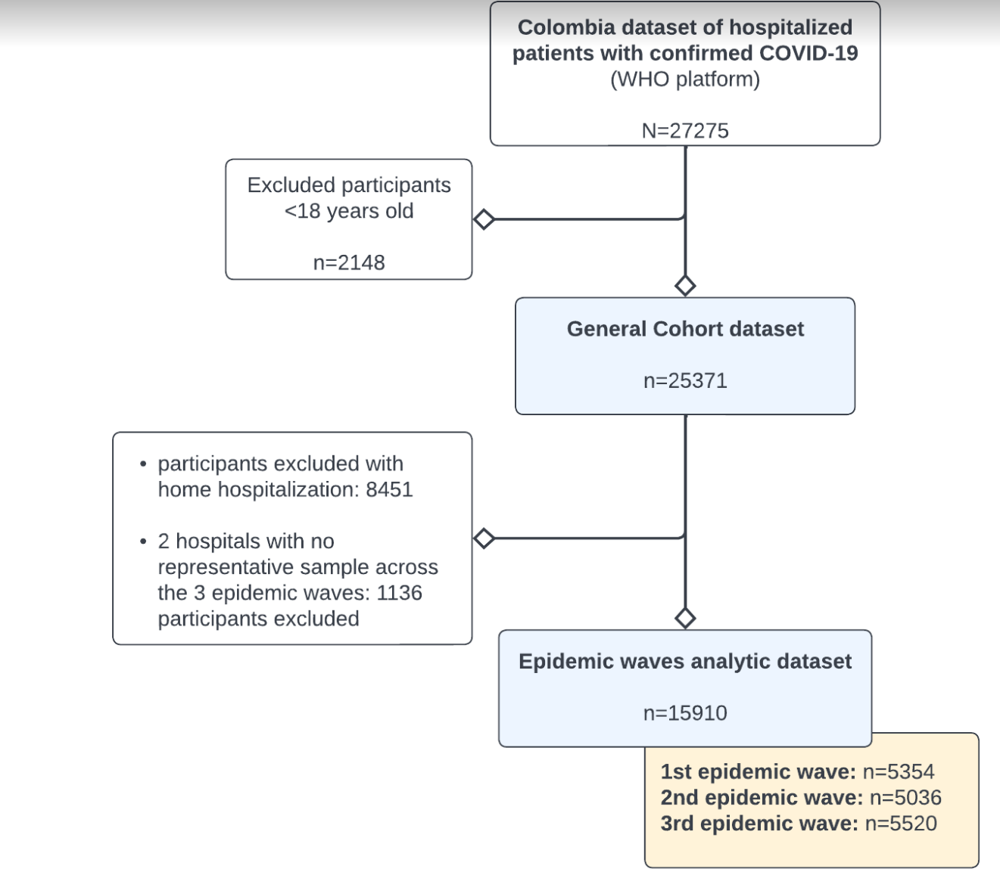 Colombia dataset of hospitalized
patients with confirmed COVID-19
(WHO platform)
N=27275
Excluded participants
<18 years old
n=2148
General Cohort dataset
n=25371
• participants excluded with
home hospitalization: 8451
• 2 hospitals with no
representative sample across
the 3 epidemic waves: 1136
participants excluded
Epidemic waves analytic dataset
n=15910
1st epidemic wave: n=5354
2nd epidemic wave: n=5036
3rd epidemic wave: n=5520